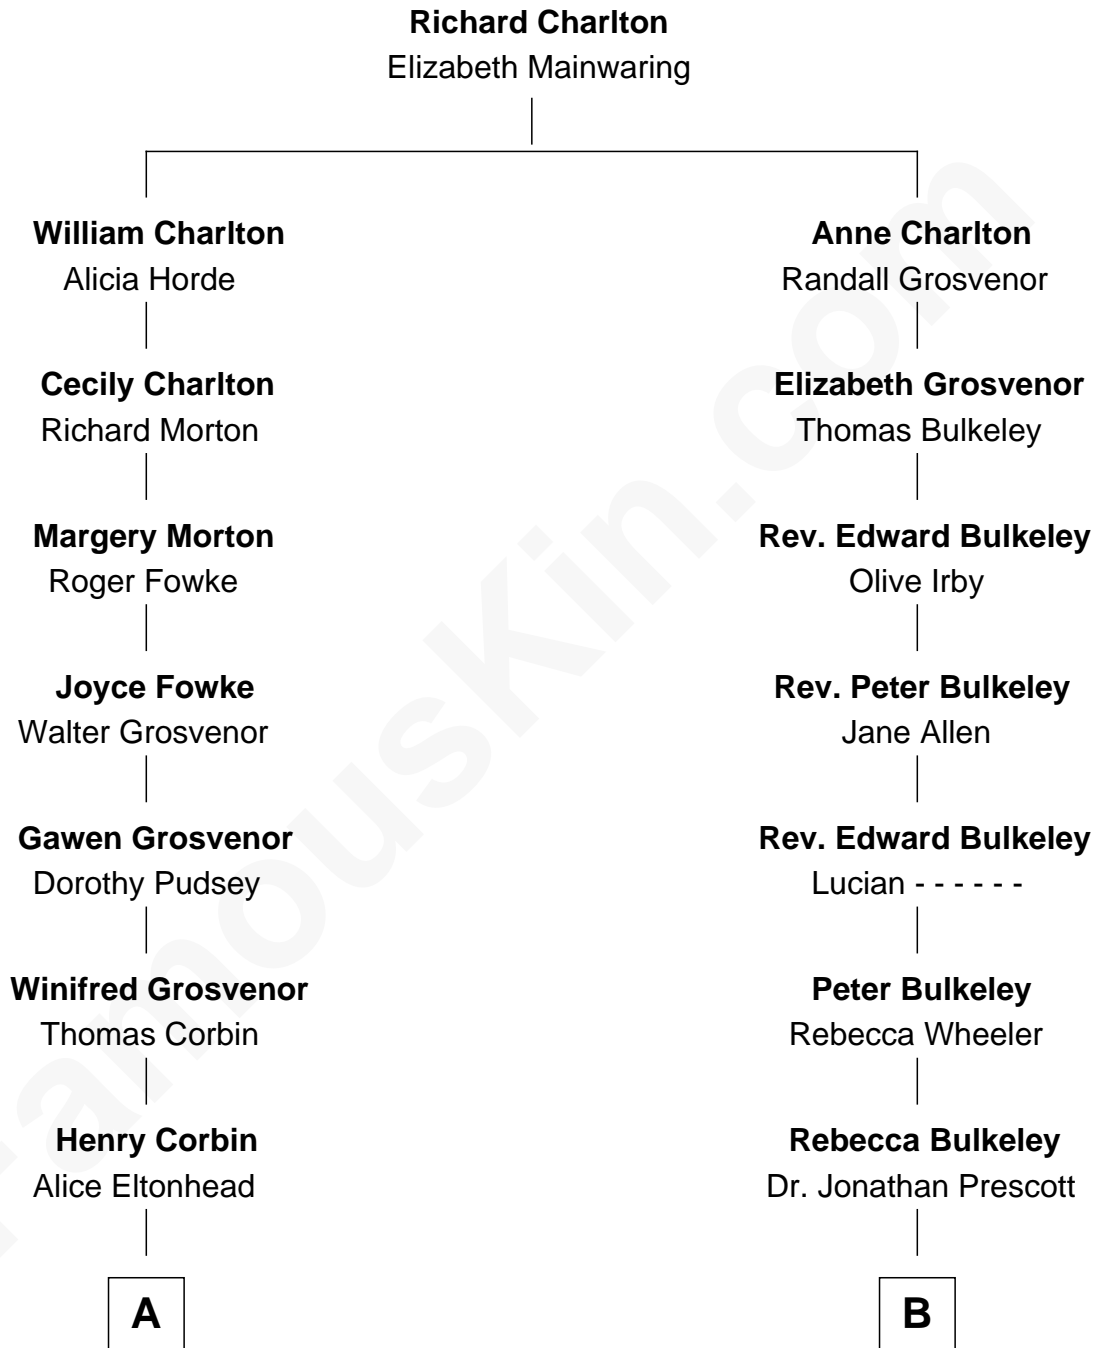 Richard Charlton
Elizabeth Mainwaring
William Charlton
Alicia Horde
Cecily Charlton
Richard Morton
Margery Morton
Roger Fowke
Joyce Fowke
Walter Grosvenor
Gawen Grosvenor
Dorothy Pudsey
Winifred Grosvenor
Thomas Corbin
Henry Corbin
Alice Eltonhead
A
Anne Charlton
Randall Grosvenor
Elizabeth Grosvenor
Thomas Bulkeley
Rev. Edward Bulkeley
Olive Irby
Rev. Peter Bulkeley
Jane Allen
Rev. Edward Bulkeley
Lucian - - - - - -
Peter Bulkeley
Rebecca Wheeler
Rebecca Bulkeley
Dr. Jonathan Prescott
B
FamousKin.com